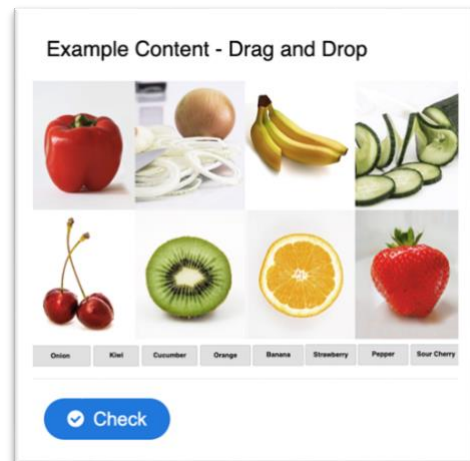 Example Content - Drag and Drop
Onion Kiwi Cucumber Orange Banana Strawberry Pepper Sour Cherry
Check